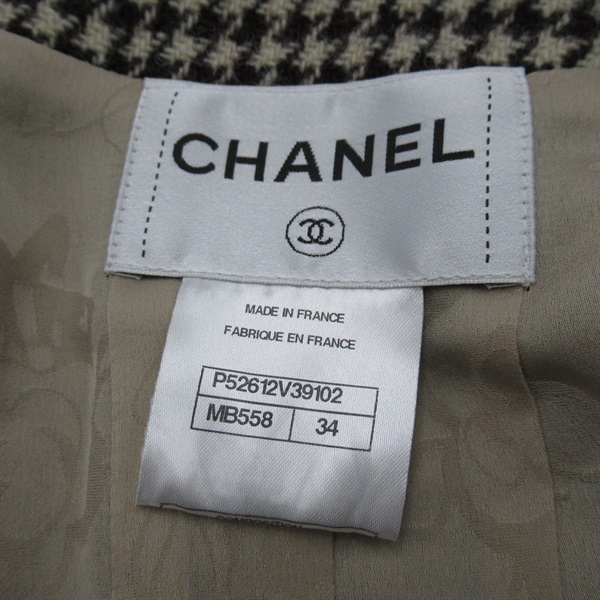 CHANEL
MADE IN FRANCE
FABRIQUE EN FRANCE
P52612V39102
MB558 34